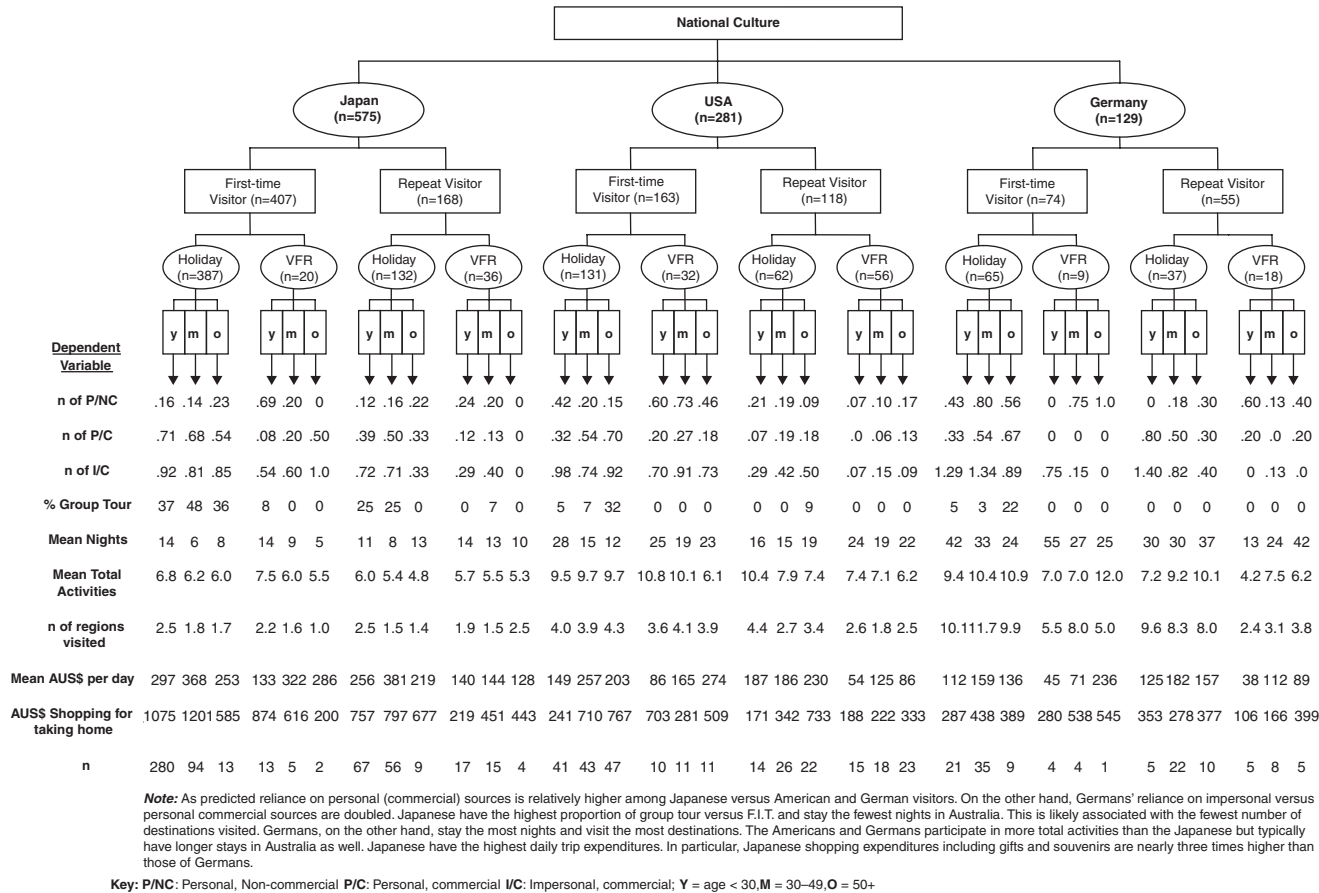 National Culture
Japan
(n=575)
USA
(n=281)
Germany
(n=129)
First-time
Visitor (n=407)
Repeat Visitor
(n=168)
First-time
Visitor (n=163)
Repeat Visitor
(n=118)
First-time
Visitor (n=74)
Repeat Visitor
(n=55)
Holiday
(n=387)
VFR
(n=20)
Holiday
(n=132)
VFR
(n=36)
Holiday
(n=131)
VFR
(n=32)
Holiday
(n=62)
VFR
(n=56)
Holiday
(n=65)
VFR
(n=9)
Holiday
(n=37)
VFR
(n=18)
y m o y m o y m o y m o y m o y m o y m o y m o y m o y m o y m o y m o
Dependent
Variable
n of P/NC .16 .14 .23 .69 .20 0 .12 .16 .22 .24 .20 0 .42 .20 .15 .60 .73 .46 .21 .19 .09 .07 .10 .17 .43 .80 .56 0 .75 1.0 0 .18 .30 .60 .13 .40
n of P/C .71 .68 .54 .08 .20 .50 .39 .50 .33 .12 .13 0 .32 .54 .70 .20 .27 .18 .07 .19 .18 .0 .06 .13 .33 .54 .67 0 0 0 .80 .50 .30 .20 .0 .20
n of I/C .92 .81 .85 .54 .60 1.0 .72 .71 .33 .29 .40 0 .98 .74 .92 .70 .91 .73 .29 .42 .50 .07 .15 .09 1.29 1.34 .89 .75 .15 0 1.40 .82 .40 0 .13 .0
% Group Tour 37 48 36 8 0 0 25 25 0 0 7 0 5 7 32 0 0 0 0 0 9 0 0 0 5 3 22 0 0 0 0 0 0 0 0 0
Mean Nights 14 6 8 14 9 5 11 8 13 14 13 10 28 15 12 25 19 23 16 15 19 24 19 22 42 33 24 55 27 25 30 30 37 13 24 42
Mean Total
Activities
6.8 6.2 6.0 7.5 6.0 5.5 6.0 5.4 4.8 5.7 5.5 5.3 9.5 9.7 9.7 10.8 10.1 6.1 10.4 7.9 7.4 7.4 7.1 6.2 9.4 10.4 10.9 7.0 7.0 12.0 7.2 9.2 10.1 4.2 7.5 6.2
n of regions
visited
2.5 1.8 1.7 2.2 1.6 1.0 2.5 1.5 1.4 1.9 1.5 2.5 4.0 3.9 4.3 3.6 4.1 3.9 4.4 2.7 3.4 2.6 1.8 2.5 10.1 11.7 9.9 5.5 8.0 5.0 9.6 8.3 8.0 2.4 3.1 3.8
Mean AUS$ per day 297 368 253 133 322 286 256 381 219 140 144 128 149 257 203 86 165 274 187 186 230 54 125 86 112 159 136 45 71 236 125 182 157 38 112 89
AUS$ Shopping for
taking home
1075 1201 585 874 616 200 757 797 677 219 451 443 241 710 767 703 281 509 171 342 733 188 222 333 287 438 389 280 538 545 353 278 377 106 166 399
n 280 94 13 13 5 2 67 56 9 17 15 4 41 43 47 10 11 11 14 26 22 15 18 23 21 35 9 4 4 1 5 22 10 5 8 5
Note: As predicted reliance on personal (commercial) sources is relatively higher among Japanese versus American and German visitors. On the other hand, Germans' reliance on impersonal versus
personal commercial sources are doubled. Japanese have the highest proportion of group tour versus F.I.T. and stay the fewest nights in Australia. This is likely associated with the fewest number of
destinations visited. Germans, on the other hand, stay the most nights and visit the most destinations. The Americans and Germans participate in more total activities than the Japanese but typically
have longer stays in Australia as well. Japanese have the highest daily trip expenditures. In particular, Japanese shopping expenditures including gifts and souvenirs are nearly three times higher than
those of Germans.
Key: P/NC: Personal, Non-commercial P/C: Personal, commercial I/C: Impersonal, commercial; Y = age < 30,M = 30–49,O = 50+